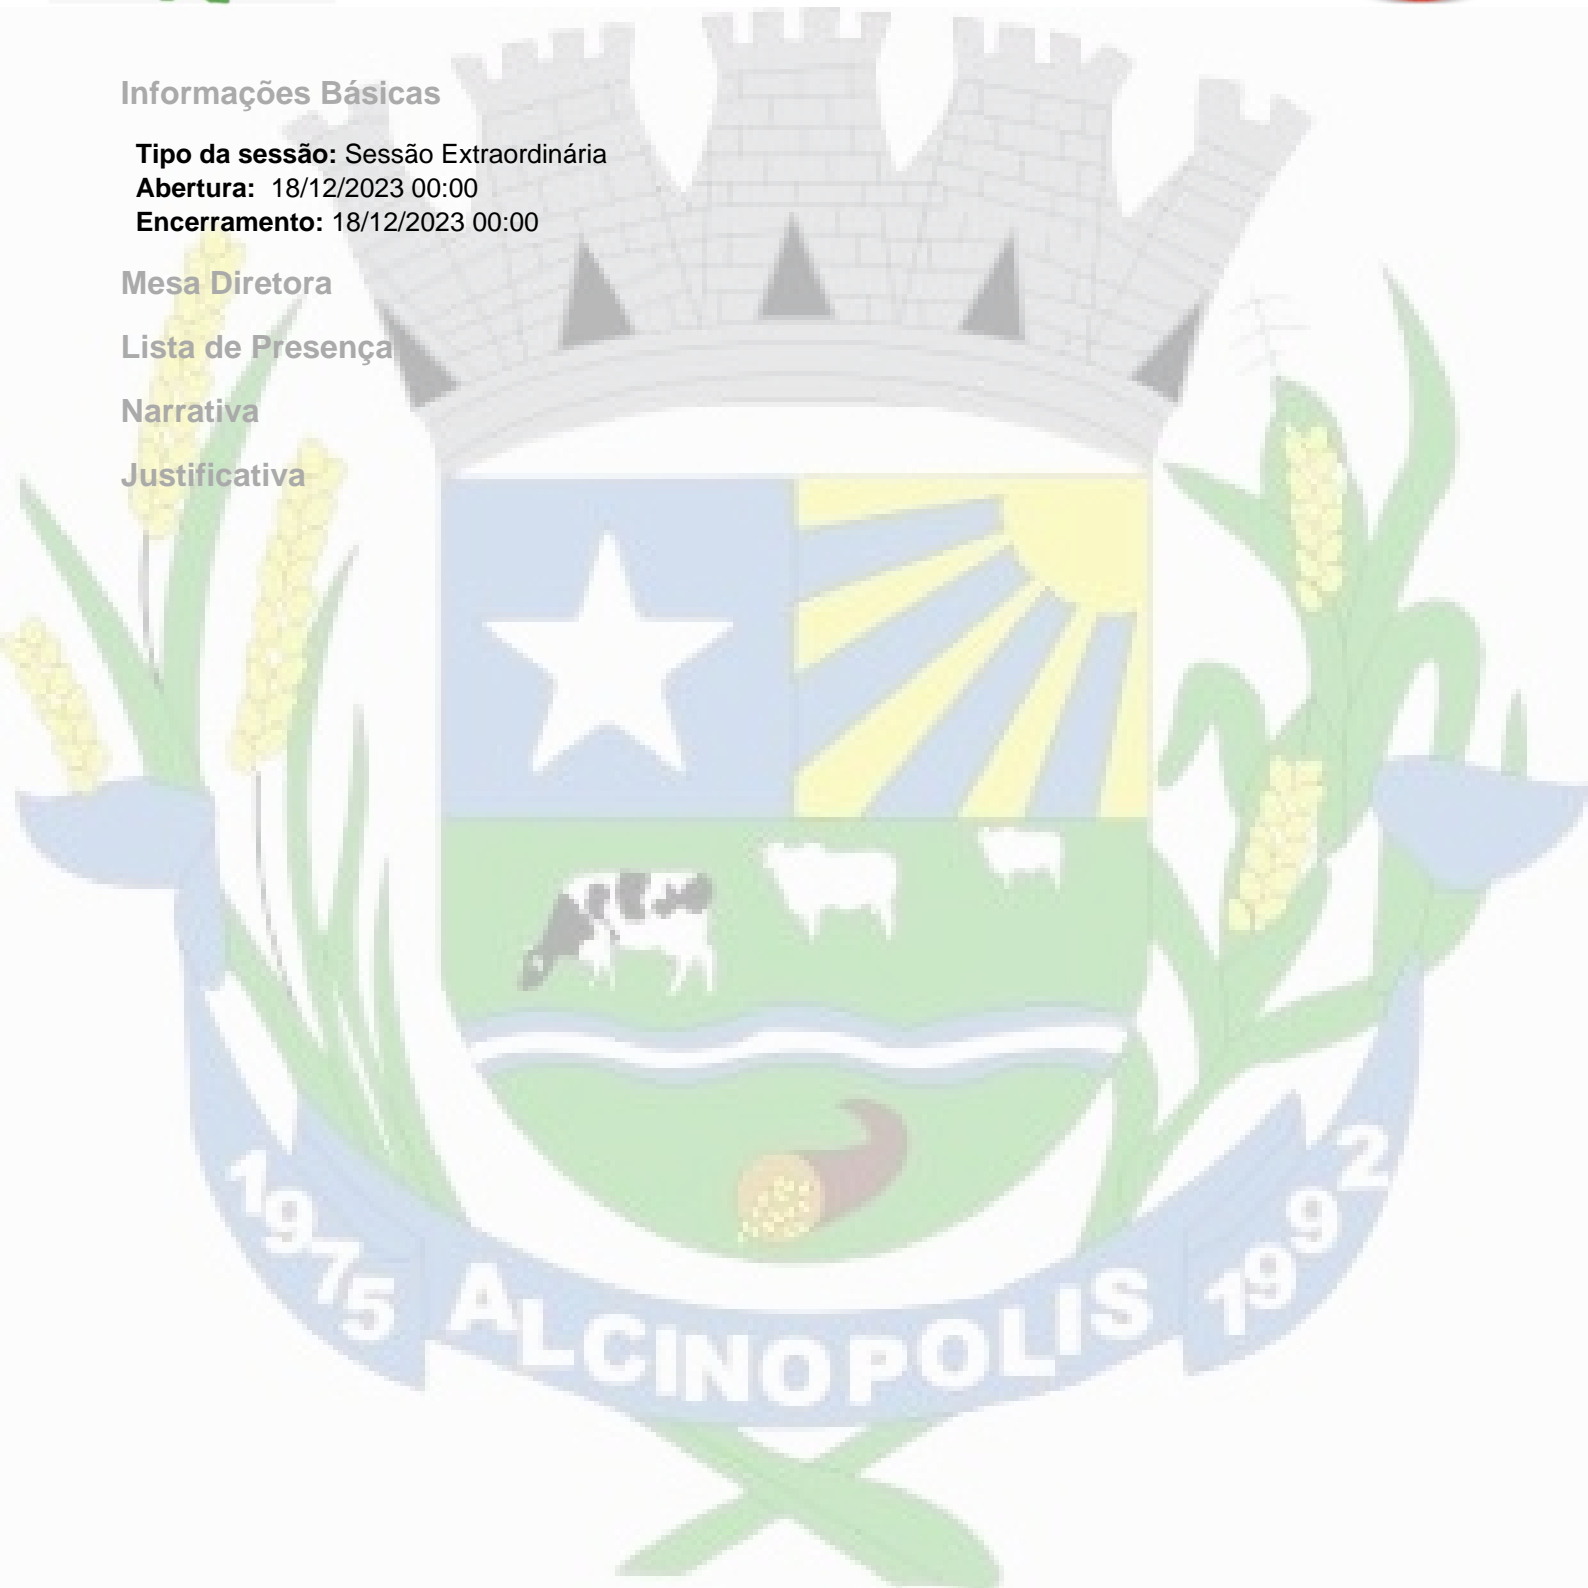 Informações Básicas
Tipo da sessão: Sessão Extraordinária
Abertura: 18/12/2023 00:00
Encerramento: 18/12/2023 00:00
Mesa Diretora
Lista de Presença
Narrativa
Justificativa
1975 ALCINOPOLIS 1992